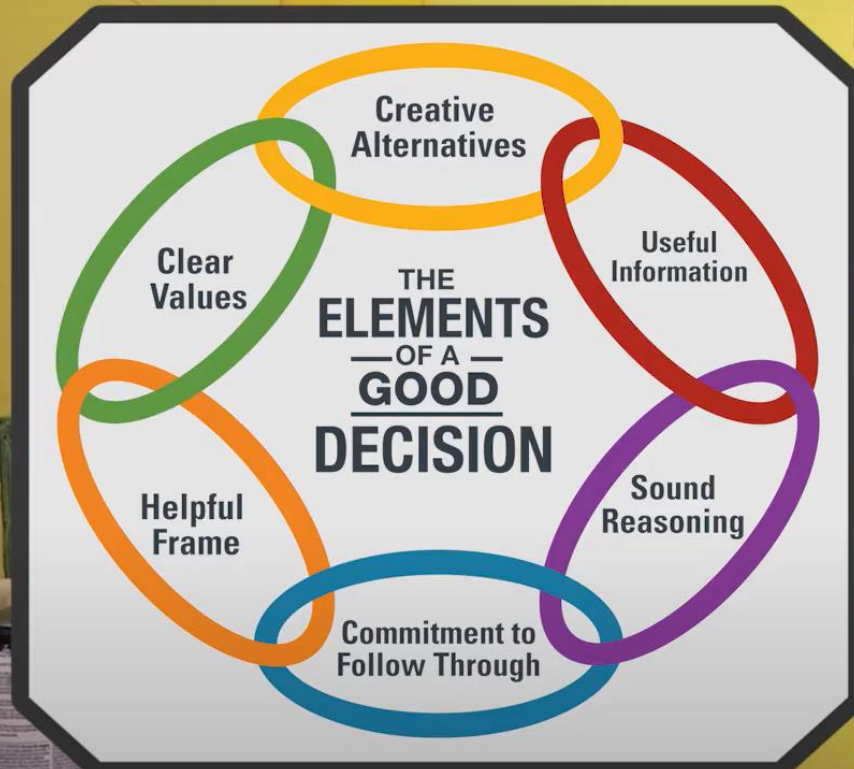 Creative
Alternatives
Useful
Information
Clear
Values
THE
ELEMENTS
OF A
GOOD
DECISION
Sound
Reasoning
Helpful
Frame
Commitment to
Follow Through